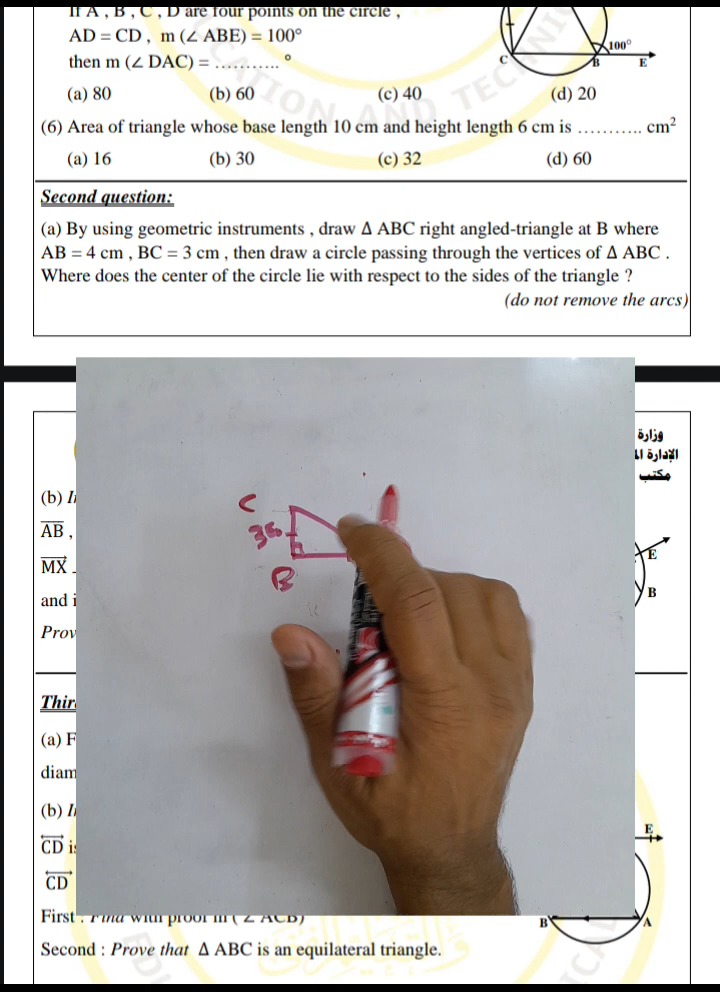 If A , B , C , D are four points on the circle ,
AD = CD , m (∠ ABE) = 100°
then m (∠ DAC) = ........... °
100°
C
B
E
(a) 80 (b) 60 (c) 40 (d) 20
(6) Area of triangle whose base length 10 cm and height length 6 cm is ........... cm²
(a) 16 (b) 30 (c) 32 (d) 60
Second question:
(a) By using geometric instruments , draw Δ ABC right angled-triangle at B where
AB = 4 cm , BC = 3 cm , then draw a circle passing through the vertices of Δ ABC .
Where does the center of the circle lie with respect to the sides of the triangle ?
(do not remove the arcs)
وزارة
مكتب
(b)
AB ,
MX
and
C
B
E
B
(a)
diam
(b)
CD
CD
E
First :
B
A
Second : Prove that Δ ABC is an equilateral triangle.